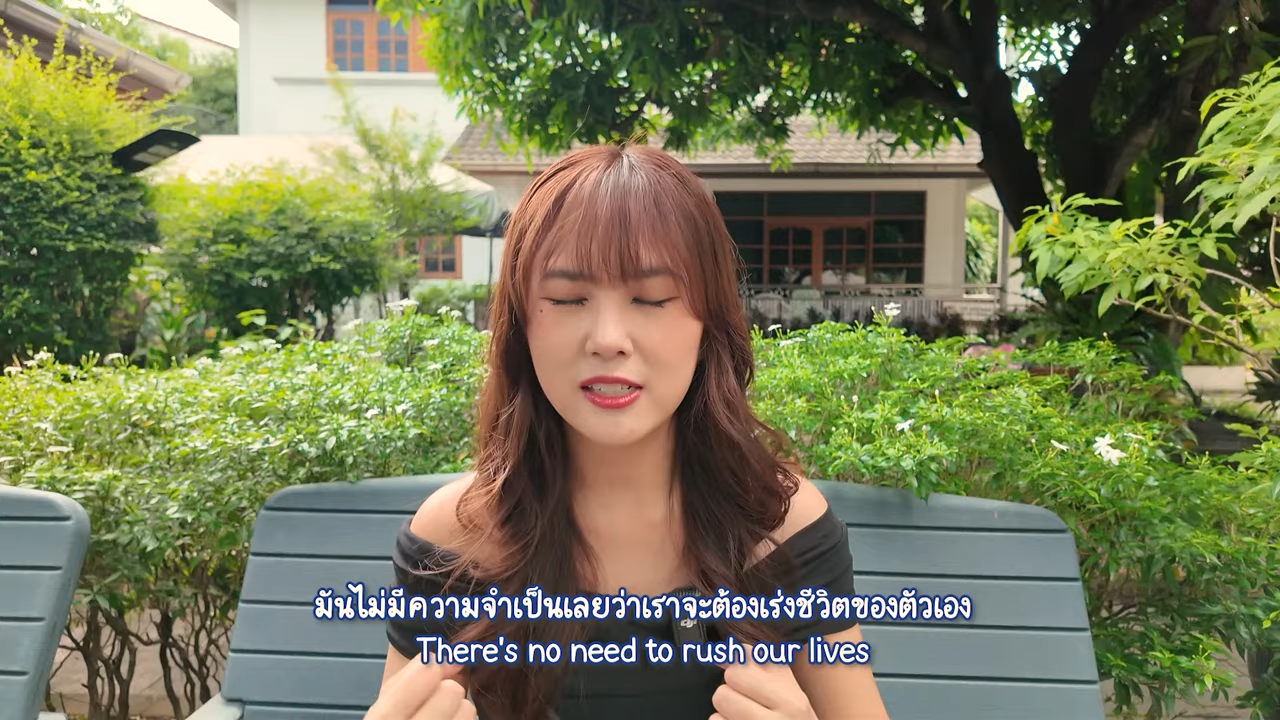 มันไม่มีความจำเป็นเลยว่าเราจะต้องเร่งชีวิตของตัวเอง
There's no need to rush our lives
dji